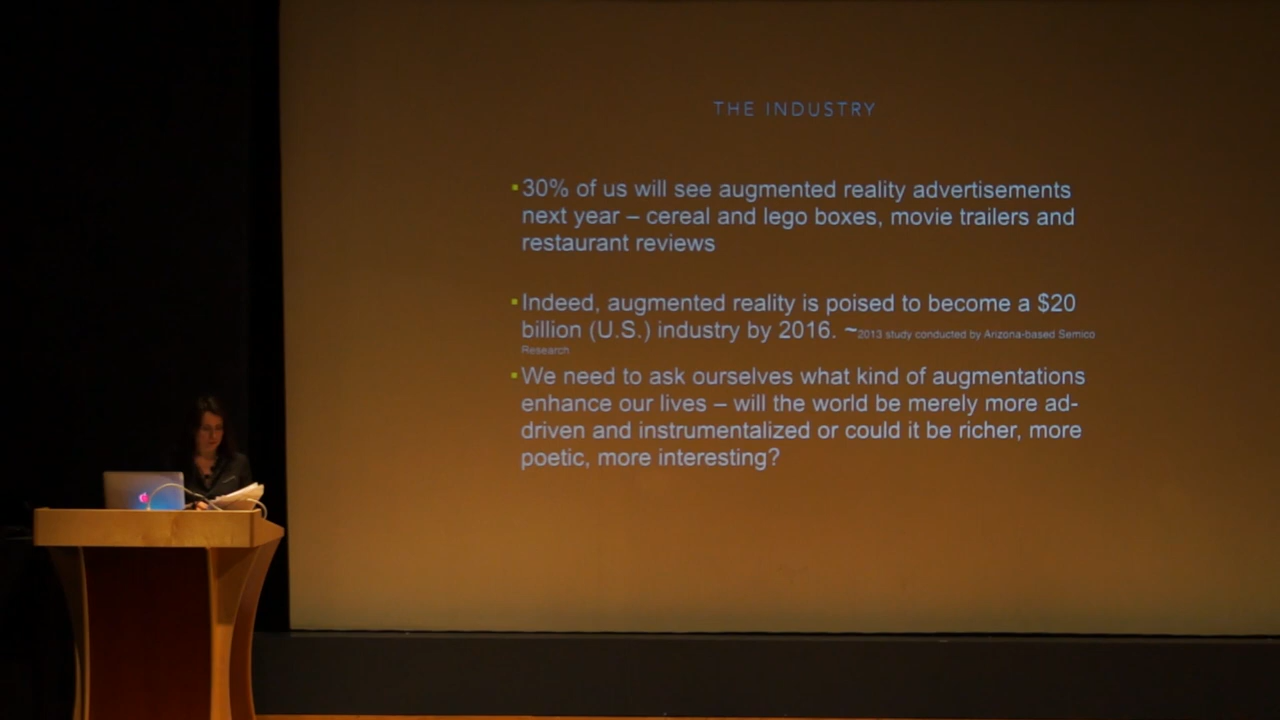 THE INDUSTRY
▪30% of us will see augmented reality advertisements
next year – cereal and lego boxes, movie trailers and
restaurant reviews
▪Indeed, augmented reality is poised to become a $20
billion (U.S.) industry by 2016. ~2013 study conducted by Arizona-based Semico
Research
▪We need to ask ourselves what kind of augmentations
enhance our lives – will the world be merely more ad-
driven and instrumentalized or could it be richer, more
poetic, more interesting?